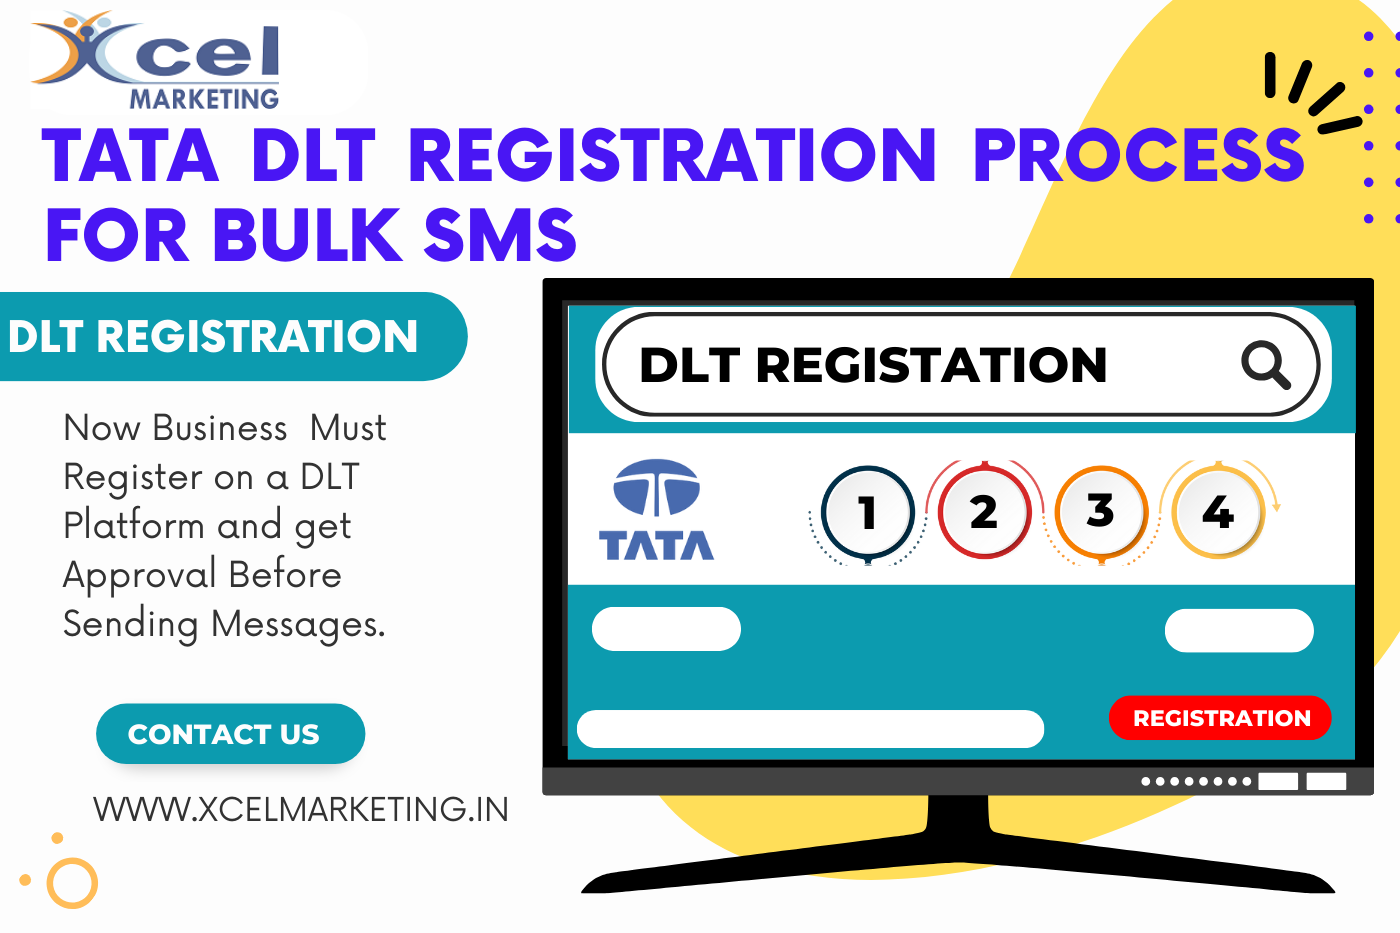 Xcel
MARKETING
TATA DLT REGISTRATION PROCESS
FOR BULK SMS
DLT REGISTRATION
Now Business Must
Register on a DLT
Platform and get
Approval Before
Sending Messages.
CONTACT US
WWW.XCELMARKETING.IN
DLT REGISTATION
TATA
1 2 3 4
REGISTRATION